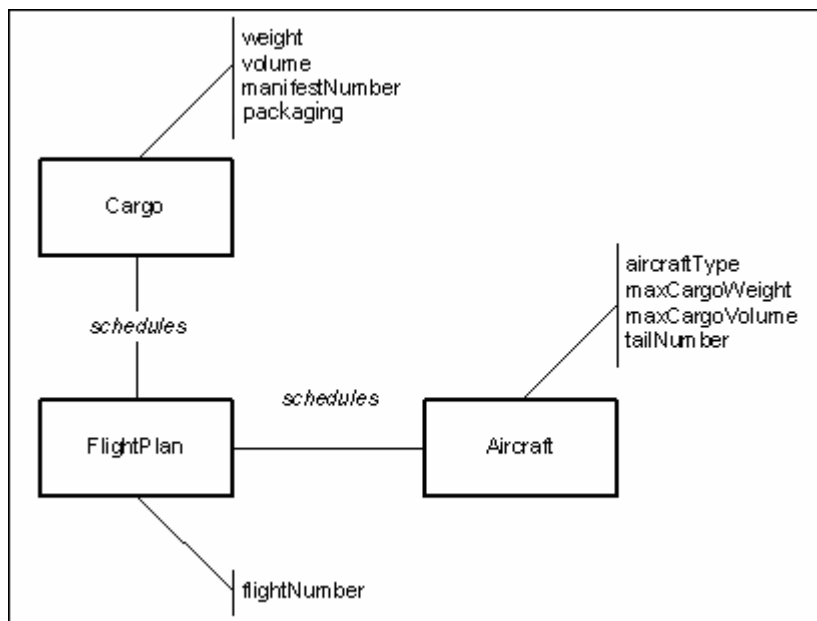 weight
volume
manifestNumber
packaging
Cargo
schedules
aircraftType
maxCargoWeight
maxCargoVolume
tailNumber
schedules
FlightPlan
Aircraft
flightNumber